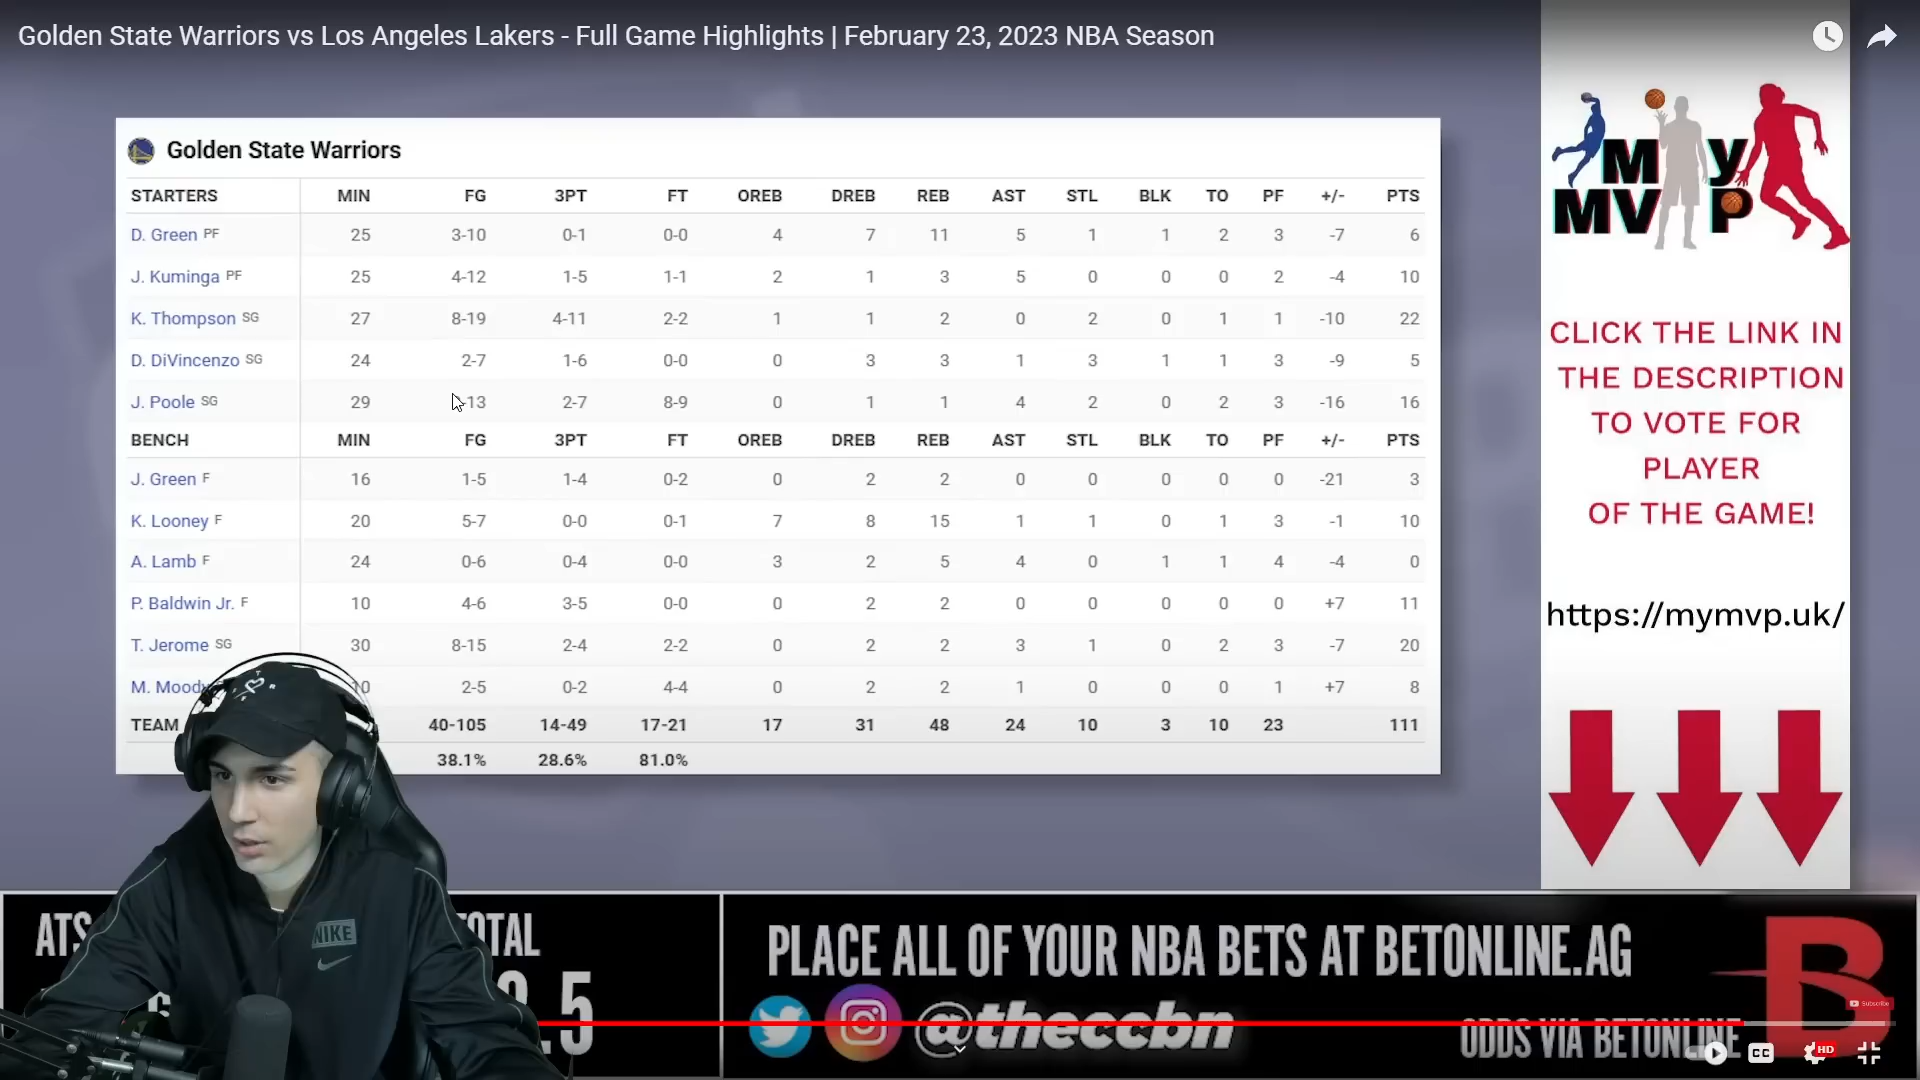 Golden State Warriors vs Los Angeles Lakers - Full Game Highlights | February 23, 2023 NBA Season
Golden State Warriors
STARTERS MIN FG 3PT FT OREB DREB REB AST STL BLK TO PF +/- PTS
D. Green PF 25 3-10 0-1 0-0 4 7 11 5 1 1 2 3 -7 6
J. Kuminga PF 25 4-12 1-5 1-1 2 1 3 5 0 0 0 2 -4 10
K. Thompson SG 27 8-19 4-11 2-2 1 1 2 0 2 0 1 1 -10 22
D. DiVincenzo SG 24 2-7 1-6 0-0 0 3 3 1 3 1 1 3 -9 5
J. Poole SG 29 -13 2-7 8-9 0 1 1 4 2 0 2 3 -16 16
BENCH MIN FG 3PT FT OREB DREB REB AST STL BLK TO PF +/- PTS
J. Green F 16 1-5 1-4 0-2 0 2 2 0 0 0 0 0 -21 3
K. Looney F 20 5-7 0-0 0-1 7 8 15 1 1 0 1 3 -1 10
A. Lamb F 24 0-6 0-4 0-0 3 2 5 4 0 1 1 4 -4 0
P. Baldwin Jr. F 10 4-6 3-5 0-0 0 2 2 0 0 0 0 0 +7 11
T. Jerome SG 30 8-15 2-4 2-2 0 2 2 3 1 0 2 3 -7 20
M. Moody 10 2-5 0-2 4-4 0 2 2 1 0 0 0 1 +7 8
TEAM 40-105 14-49 17-21 17 31 48 24 10 3 10 23 111
38.1% 28.6% 81.0%
My
MVP
CLICK THE LINK IN
THE DESCRIPTION
TO VOTE FOR
PLAYER
OF THE GAME!
https://mymvp.uk/
ATS
OTAL
.5
NIKE
PLACE ALL OF YOUR NBA BETS AT BETONLINE.AG
@theccbn
ODDS VIA BETONLINE
B
Subscribe
CC
HD